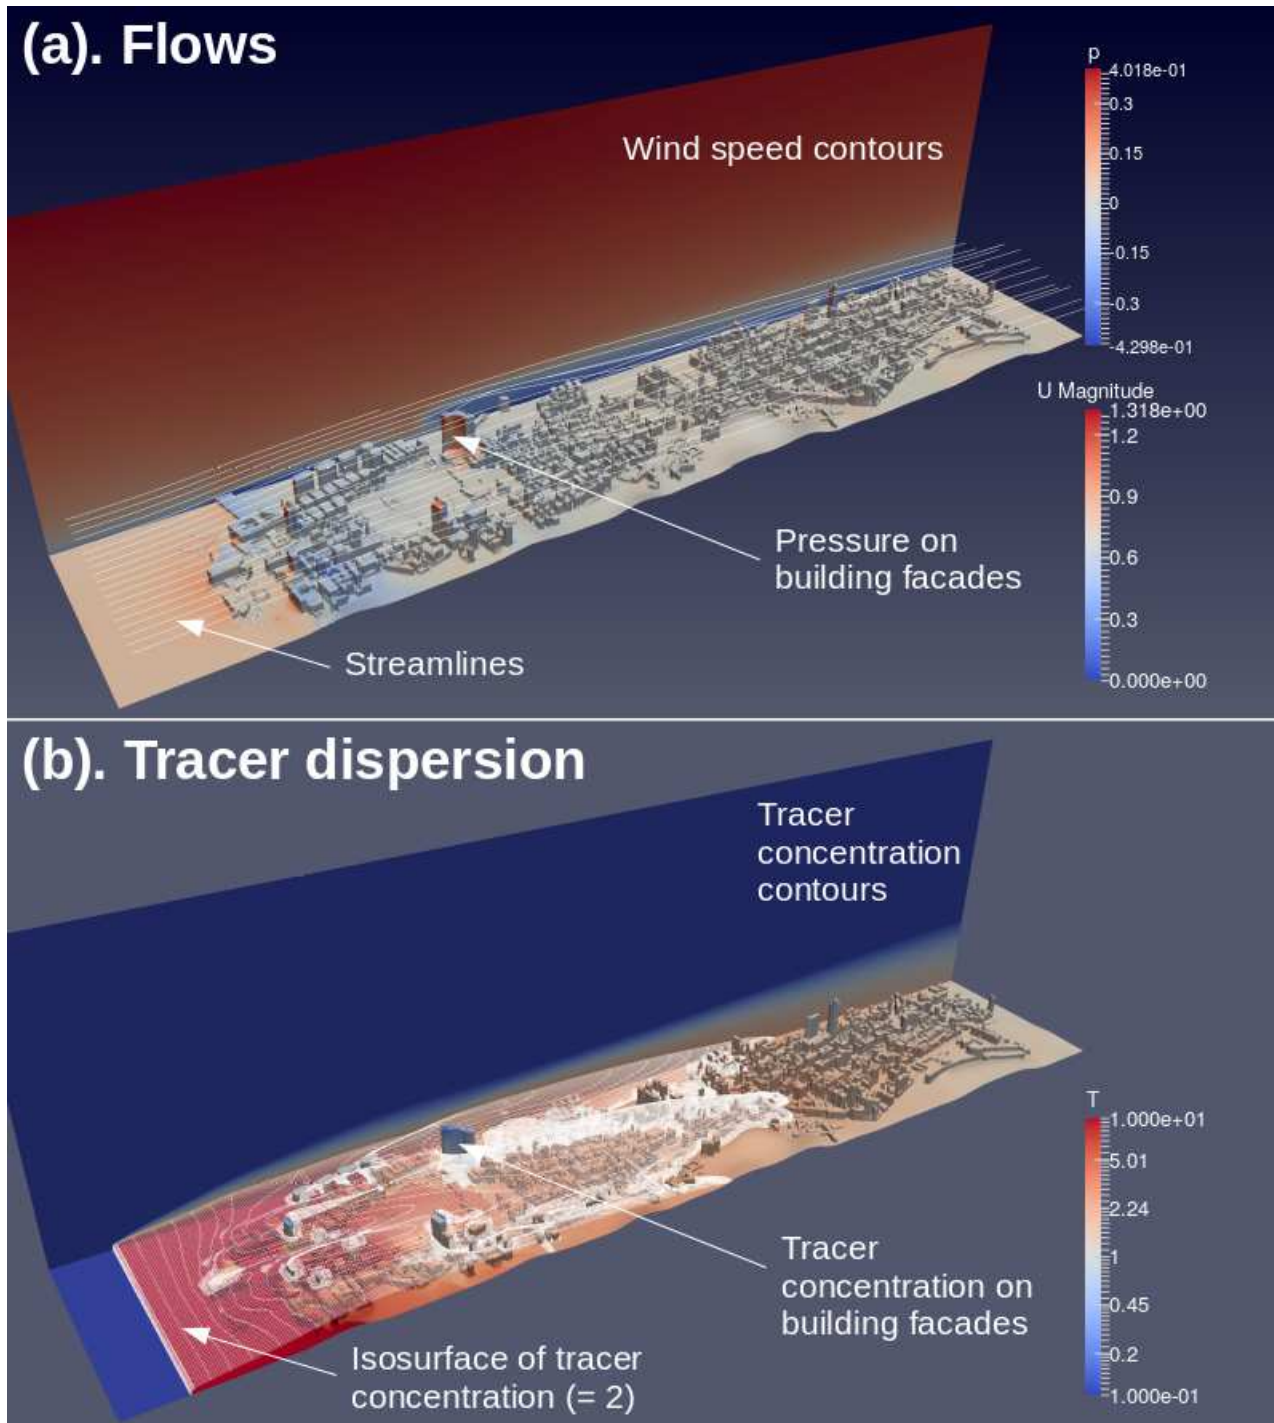 (a). Flows
Wind speed contours
p
4.018e-01
0.3
0.15
0
-0.15
-0.3
-4.298e-01
U Magnitude
1.318e+00
1.2
0.9
0.6
0.3
0.000e+00
Pressure on
building facades
Streamlines
(b). Tracer dispersion
Tracer
concentration
contours
T
1.000e+01
5.01
2.24
1
0.45
0.2
1.000e-01
Tracer
concentration on
building facades
Isosurface of tracer
concentration (= 2)